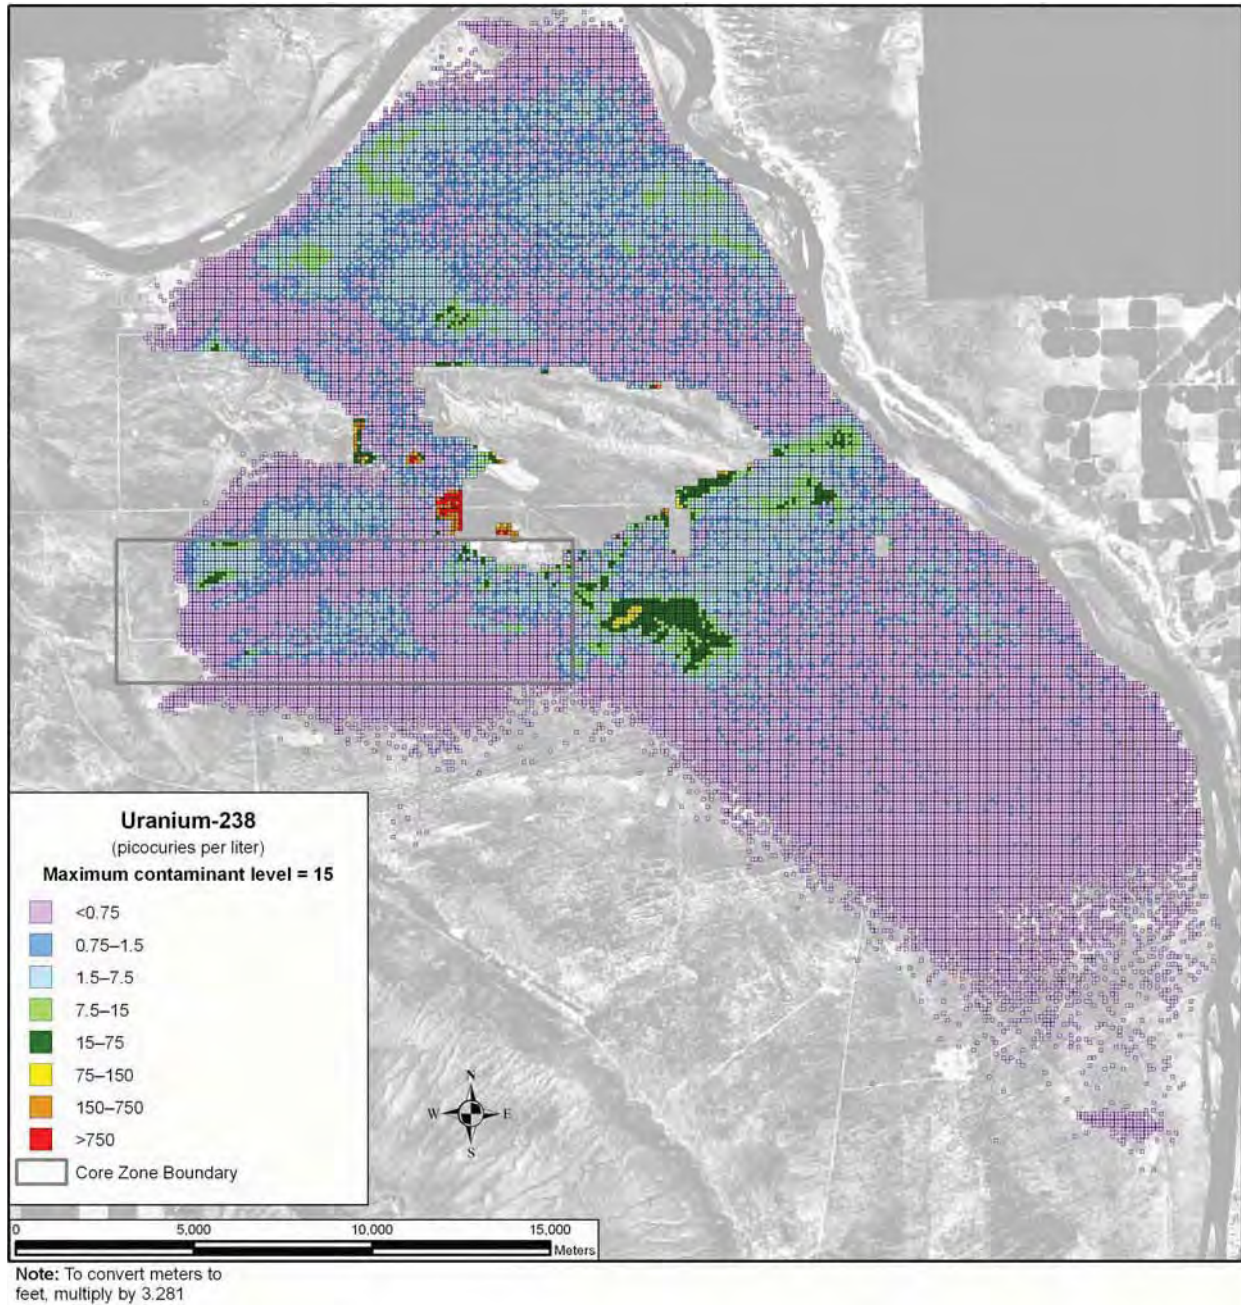 Uranium-238
(picocuries per liter)
Maximum contaminant level = 15
<0.75
0.75–1.5
1.5–7.5
7.5–15
15–75
75–150
150–750
>750
Core Zone Boundary
N
W E
S
0 5,000 10,000 15,000
Meters
Note: To convert meters to
feet, multiply by 3.281